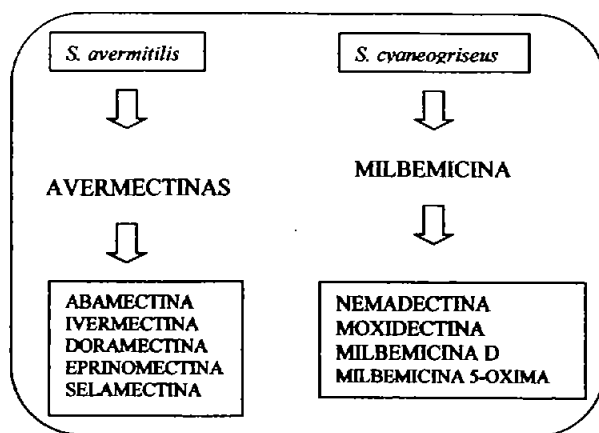 S. avermitilis
AVERMECTINAS
ABAMECTINA
IVERMECTINA
DORAMECTINA
EPRINOMECTINA
SELAMECTINA
S. cyaneogriseus
MILBEMICINA
NEMADECTINA
MOXIDECTINA
MILBEMICINA D
MILBEMICINA 5-OXIMA